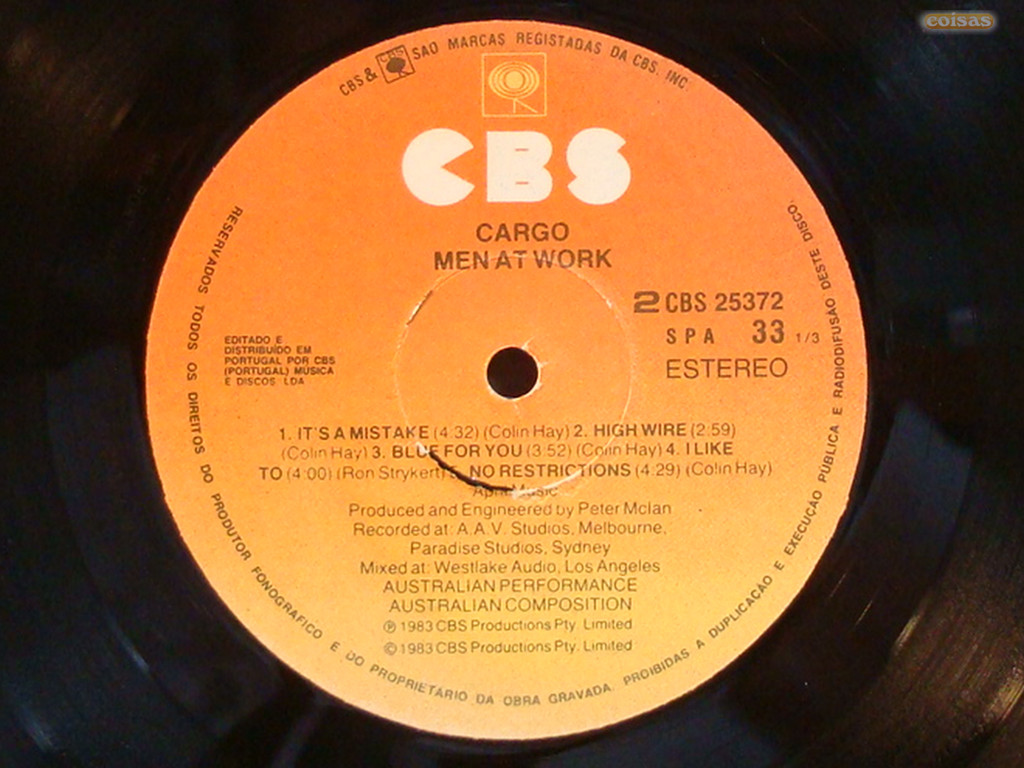 coisas
CBS & CBS SAO MARCAS REGISTADAS DA CBS. INC.
CBS
CARGO
MEN AT WORK
2 CBS 25372
SPA 33 1/3
ESTEREO
EDITADO E
DISTRIBUIDO EM
PORTUGAL POR CBS
(PORTUGAL) MUSICA
E DISCOS LDA
1. IT'S A MISTAKE (4:32) (Colin Hay) 2. HIGH WIRE (2:59)
(Colin Hay) 3. BLUE FOR YOU (3:52) (Colin Hay) 4. I LIKE
TO (4:00) (Ron Strykert) 5. NO RESTRICTIONS (4:29) (Colin Hay)
April Music
Produced and Engineered by Peter McIan
Recorded at: A.A.V. Studios, Melbourne,
Paradise Studios, Sydney
Mixed at: Westlake Audio, Los Angeles
AUSTRALIAN PERFORMANCE
AUSTRALIAN COMPOSITION
℗ 1983 CBS Productions Pty. Limited
© 1983 CBS Productions Pty. Limited
RESERVADOS TODOS OS DIREITOS DO PRODUTOR FONOGRAFICO E DO PROPRIETARIO DA OBRA GRAVADA. PROIBIDAS A DUPLICACAO E EXECUÇAO PÚBLICA E RADIODIFUSÃO DESTE DISCO.